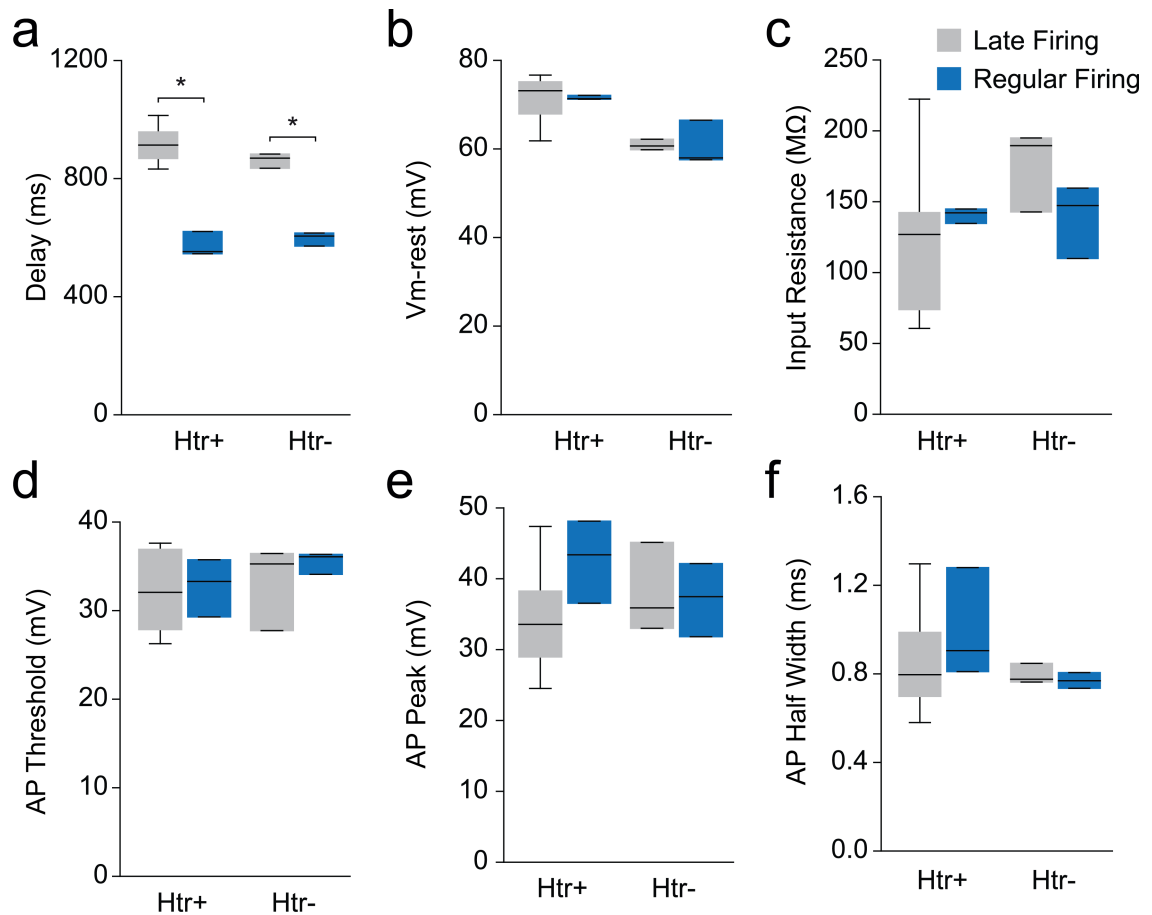 a
1200
800
400
0
Delay (ms)
*
*
Htr+
Htr-
b
80
60
40
20
0
Vm-rest (mV)
Htr+
Htr-
c
250
200
150
100
50
0
Input Resistance (MΩ)
Late Firing
Regular Firing
Htr+
Htr-
d
40
30
20
10
0
AP Threshold (mV)
Htr+
Htr-
e
50
40
30
20
10
0
AP Peak (mV)
Htr+
Htr-
f
1.6
1.2
0.8
0.4
0.0
AP Half Width (ms)
Htr+
Htr-